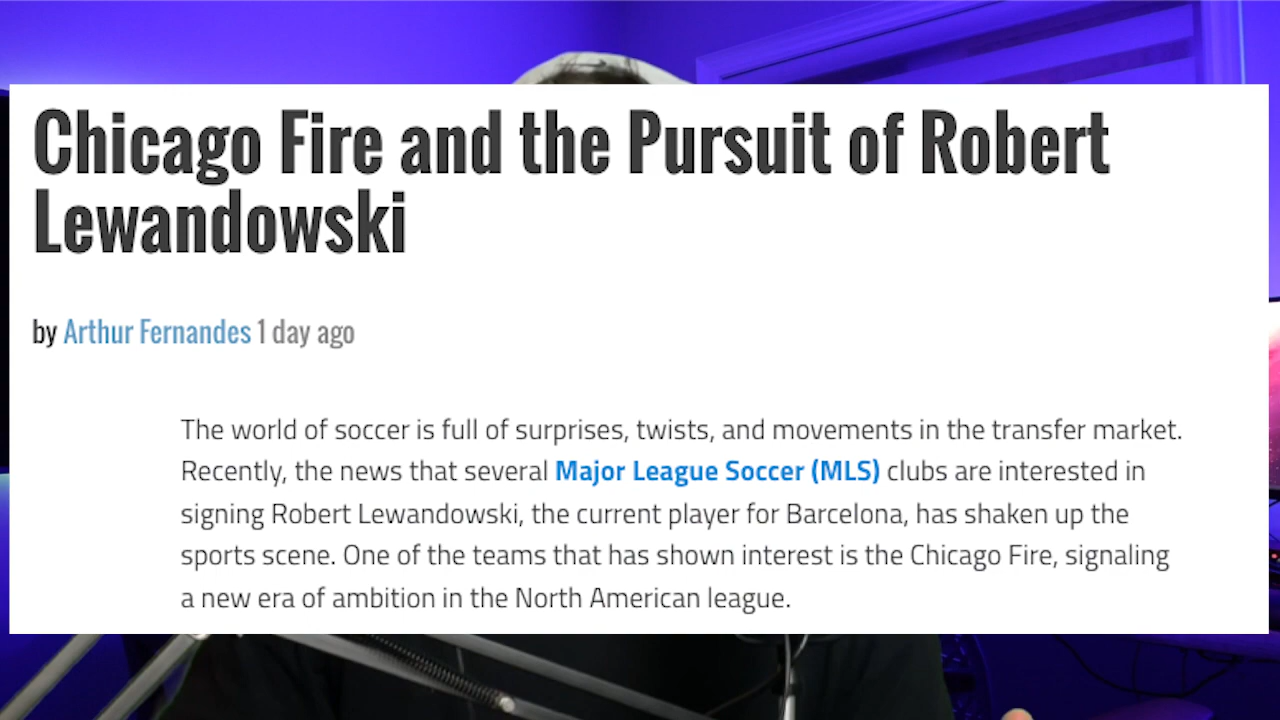 Chicago Fire and the Pursuit of Robert
Lewandowski
by Arthur Fernandes 1 day ago
The world of soccer is full of surprises, twists, and movements in the transfer market.
Recently, the news that several Major League Soccer (MLS) clubs are interested in
signing Robert Lewandowski, the current player for Barcelona, has shaken up the
sports scene. One of the teams that has shown interest is the Chicago Fire, signaling
a new era of ambition in the North American league.